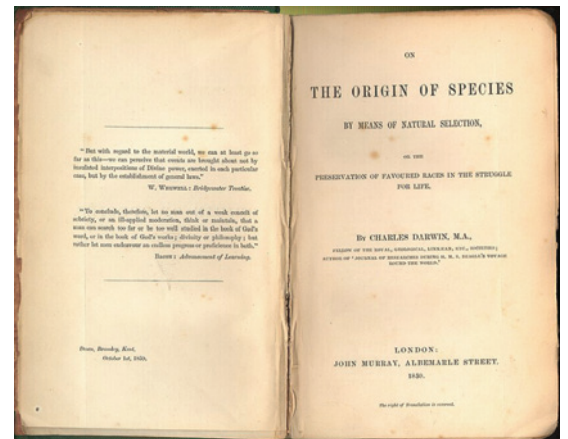 "But with regard to the material world, we can at least go so
far as this—we can perceive that events are brought about not by
insulated interpositions of Divine power, exerted in each particular
case, but by the establishment of general laws."
W. Whewell: Bridgewater Treatise.
"To conclude, therefore, let no man out of a weak conceit of
sobriety, or an ill-applied moderation, think or maintain, that a
man can search too far or be too well studied in the book of God's
word, or in the book of God's works; divinity or philosophy; but
rather let men endeavour an endless progress or proficience in both."
Bacon: Advancement of Learning.
Down, Bromley, Kent,
October 1st, 1859.
ON
THE ORIGIN OF SPECIES
BY MEANS OF NATURAL SELECTION,
OR THE
PRESERVATION OF FAVOURED RACES IN THE STRUGGLE
FOR LIFE.
By CHARLES DARWIN, M.A.,
FELLOW OF THE ROYAL, GEOLOGICAL, LINNÆAN, ETC., SOCIETIES;
AUTHOR OF 'JOURNAL OF RESEARCHES DURING H. M. S. BEAGLE'S VOYAGE
ROUND THE WORLD.'
LONDON:
JOHN MURRAY, ALBEMARLE STREET.
The right of Translation is reserved.